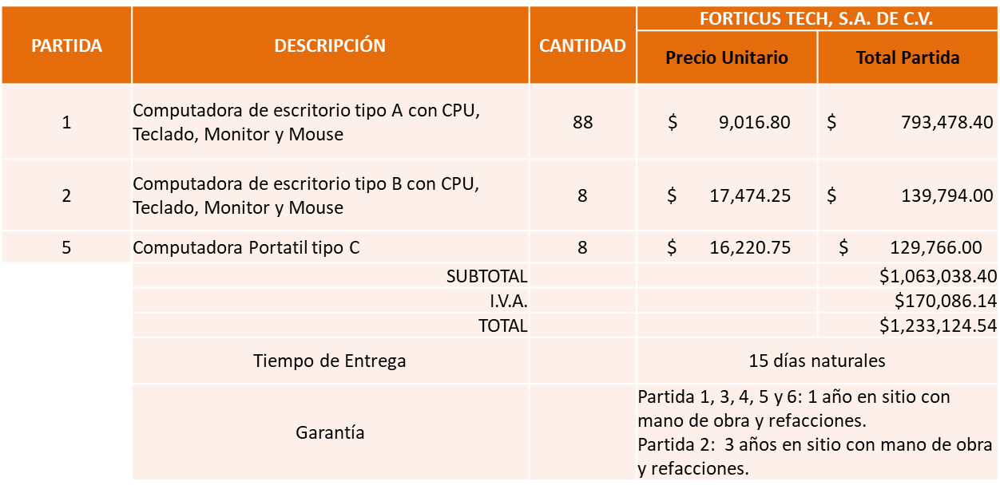 PARTIDA
DESCRIPCIÓN
CANTIDAD
FORTICUS TECH, S.A. DE C.V.
Precio Unitario
Total Partida
1
Computadora de escritorio tipo A con CPU,
Teclado, Monitor y Mouse
88
$ 9,016.80
$ 793,478.40
2
Computadora de escritorio tipo B con CPU,
Teclado, Monitor y Mouse
8
$ 17,474.25
$ 139,794.00
5
Computadora Portatil tipo C
8
$ 16,220.75
$ 129,766.00
SUBTOTAL
$1,063,038.40
I.V.A.
$170,086.14
TOTAL
$1,233,124.54
Tiempo de Entrega
15 días naturales
Garantía
Partida 1, 3, 4, 5 y 6: 1 año en sitio con
mano de obra y refacciones.
Partida 2: 3 años en sitio con mano de obra
y refacciones.